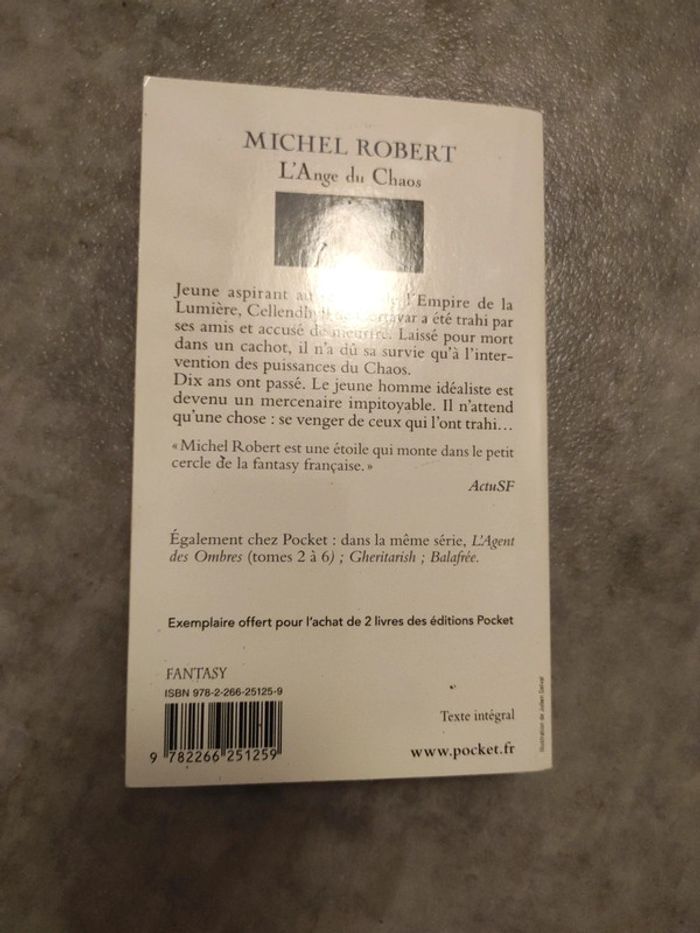 MICHEL ROBERT
L'Ange du Chaos
Jeune aspirant l'Empire de la
Lumière, a été trahi par
ses amis et accusé de meurtre. Laissé pour mort
dans un cachot, il n'a dû sa survie qu'à l'inter-
vention des puissances du Chaos.
Dix ans ont passé. Le jeune homme idéaliste est
devenu un mercenaire impitoyable. Il n'attend
qu'une chose : se venger de ceux qui l'ont trahi...
« Michel Robert est une étoile qui monte dans le petit
cercle de la fantasy française. »
ActuSF
Également chez Pocket : dans la même série, L'Agent
des Ombres (tomes 2 à 6) ; Gheritarish ; Balafrée.
Exemplaire offert pour l'achat de 2 livres des éditions Pocket
FANTASY
ISBN 978-2-266-25125-9
9 782266 251259
Texte intégral
www.pocket.fr
Illustration de Julien Delval